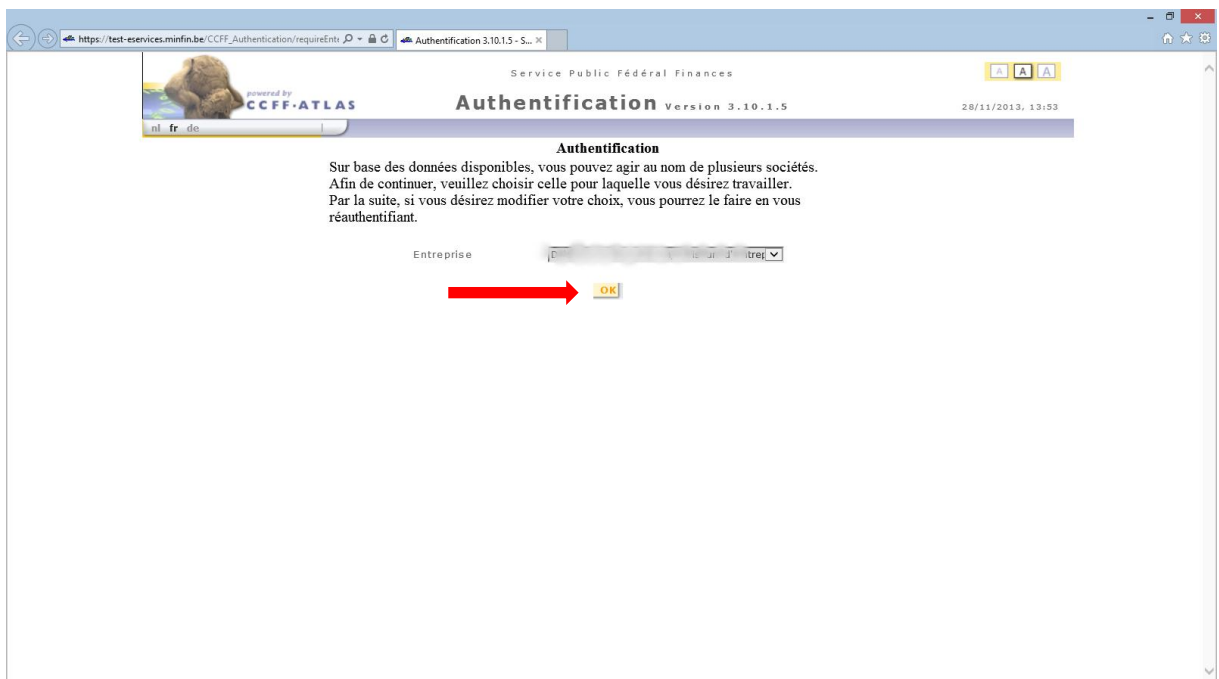 https://test-eservices.minfin.be/CCFF_Authentication/requireEnt
Authentification 3.10.1.5 - S...
Service Public Fédéral Finances
A A A
powered by
CCFF·ATLAS
Authentification Version 3.10.1.5
28/11/2013, 13:53
nl fr de
Authentification
Sur base des données disponibles, vous pouvez agir au nom de plusieurs sociétés.
Afin de continuer, veuillez choisir celle pour laquelle vous désirez travailler.
Par la suite, si vous désirez modifier votre choix, vous pourrez le faire en vous
réauthentifiant.
Entreprise
OK